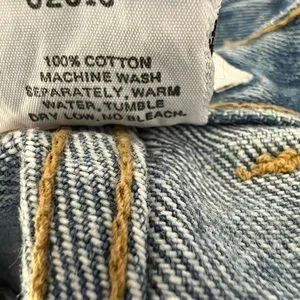 100% COTTON
MACHINE WASH
SEPARATELY, WARM
WATER, TUMBLE
DRY LOW, NO BLEACH.